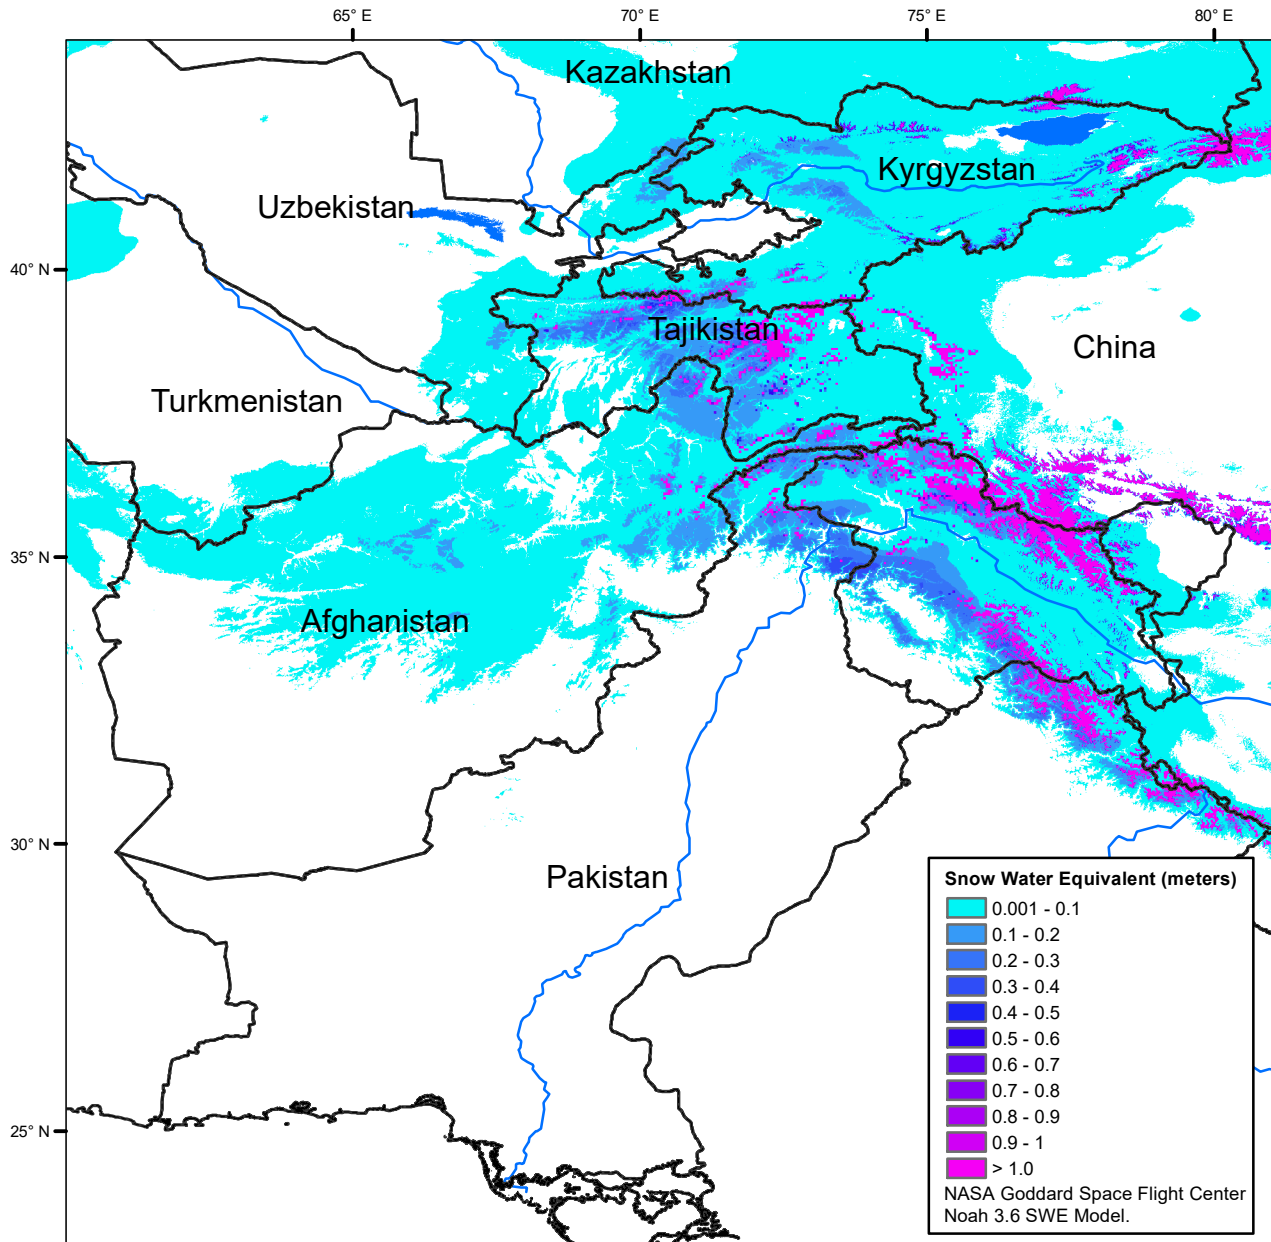 65° E
70° E
75° E
80° E
Kazakhstan
Kyrgyzstan
Uzbekistan
40° N
Tajikistan
China
Turkmenistan
35° N
Afghanistan
30° N
Pakistan
25° N
Snow Water Equivalent (meters)
0.001 - 0.1
0.1 - 0.2
0.2 - 0.3
0.3 - 0.4
0.4 - 0.5
0.5 - 0.6
0.6 - 0.7
0.7 - 0.8
0.8 - 0.9
0.9 - 1
> 1.0
NASA Goddard Space Flight Center
Noah 3.6 SWE Model.